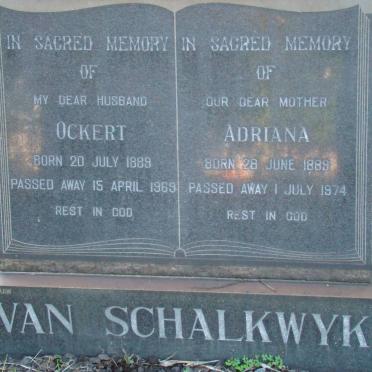 IN SACRED MEMORY
OF
MY DEAR HUSBAND
OCKERT
BORN 20 JULY 1889
PASSED AWAY 15 APRIL 1969
REST IN GOD
IN SACRED MEMORY
OF
OUR DEAR MOTHER
ADRIANA
BORN 28 JUNE 1889
PASSED AWAY 1 JULY 1974
REST IN GOD
VAN SCHALKWYK